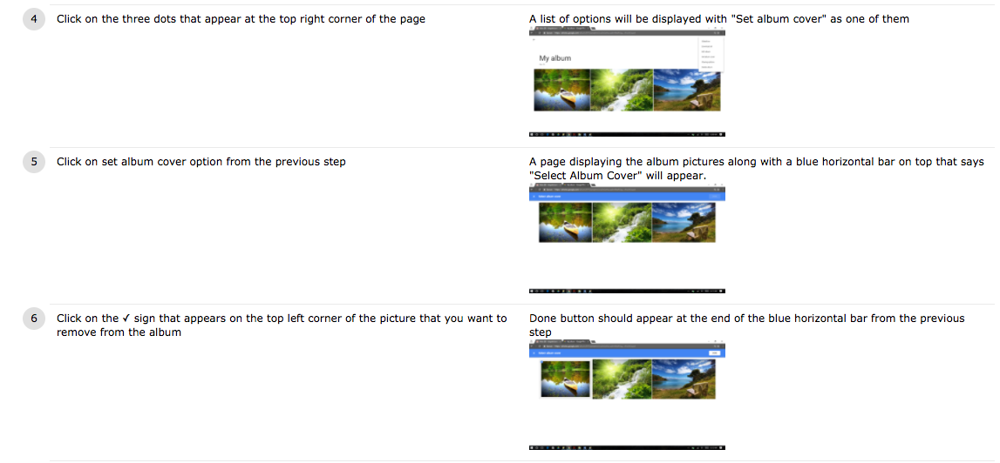 4
Click on the three dots that appear at the top right corner of the page
A list of options will be displayed with "Set album cover" as one of them
My album
5
Click on set album cover option from the previous step
A page displaying the album pictures along with a blue horizontal bar on top that says
"Select Album Cover" will appear.
6
Click on the ✓ sign that appears on the top left corner of the picture that you want to
remove from the album
Done button should appear at the end of the blue horizontal bar from the previous
step